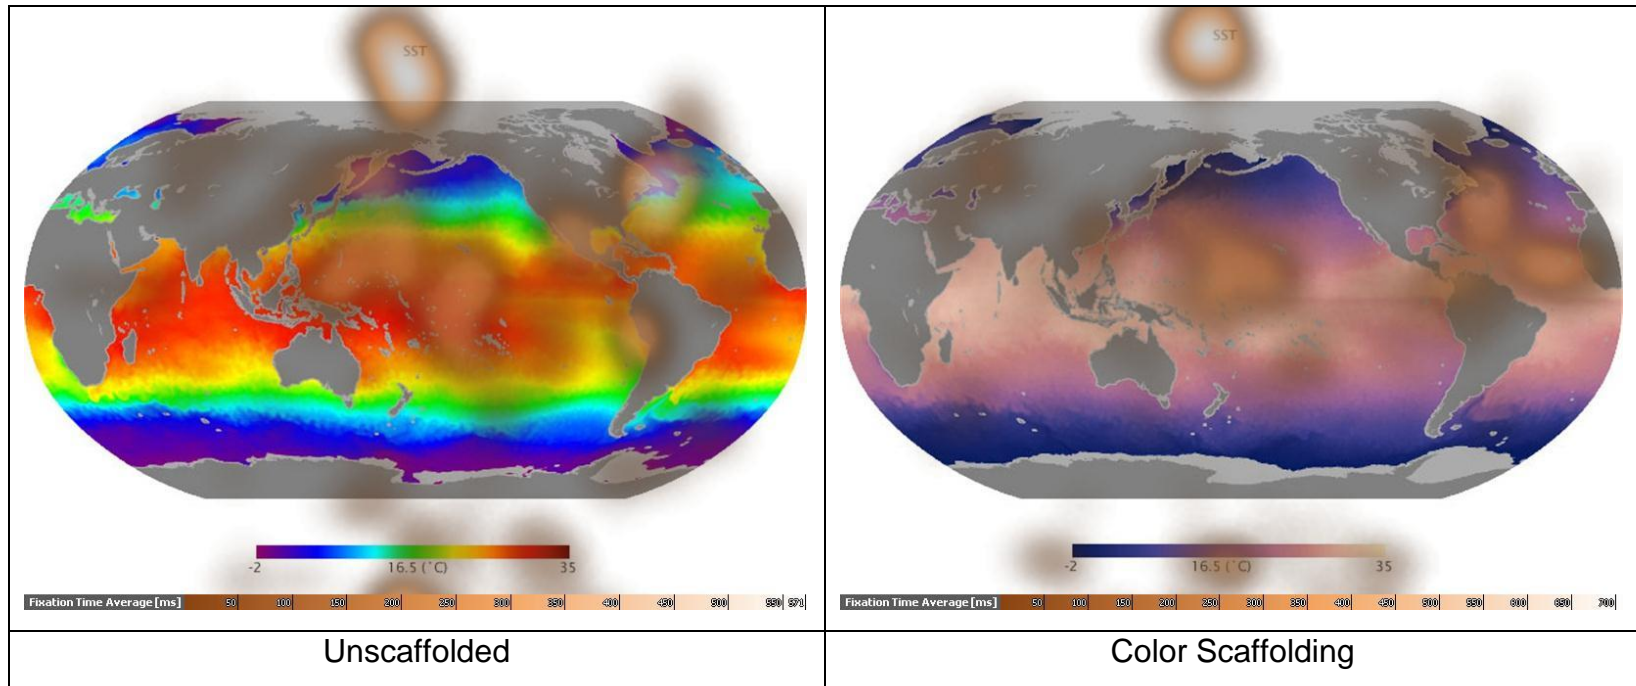 SST
-2 16.5 (˚C) 35
Fixation Time Average [ms] 50 100 150 200 250 300 350 400 450 500 550 571
Unscaffolded
SST
-2 16.5 (˚C) 35
Fixation Time Average [ms] 50 100 150 200 250 300 350 400 450 500 550 600 650 700
Color Scaffolding